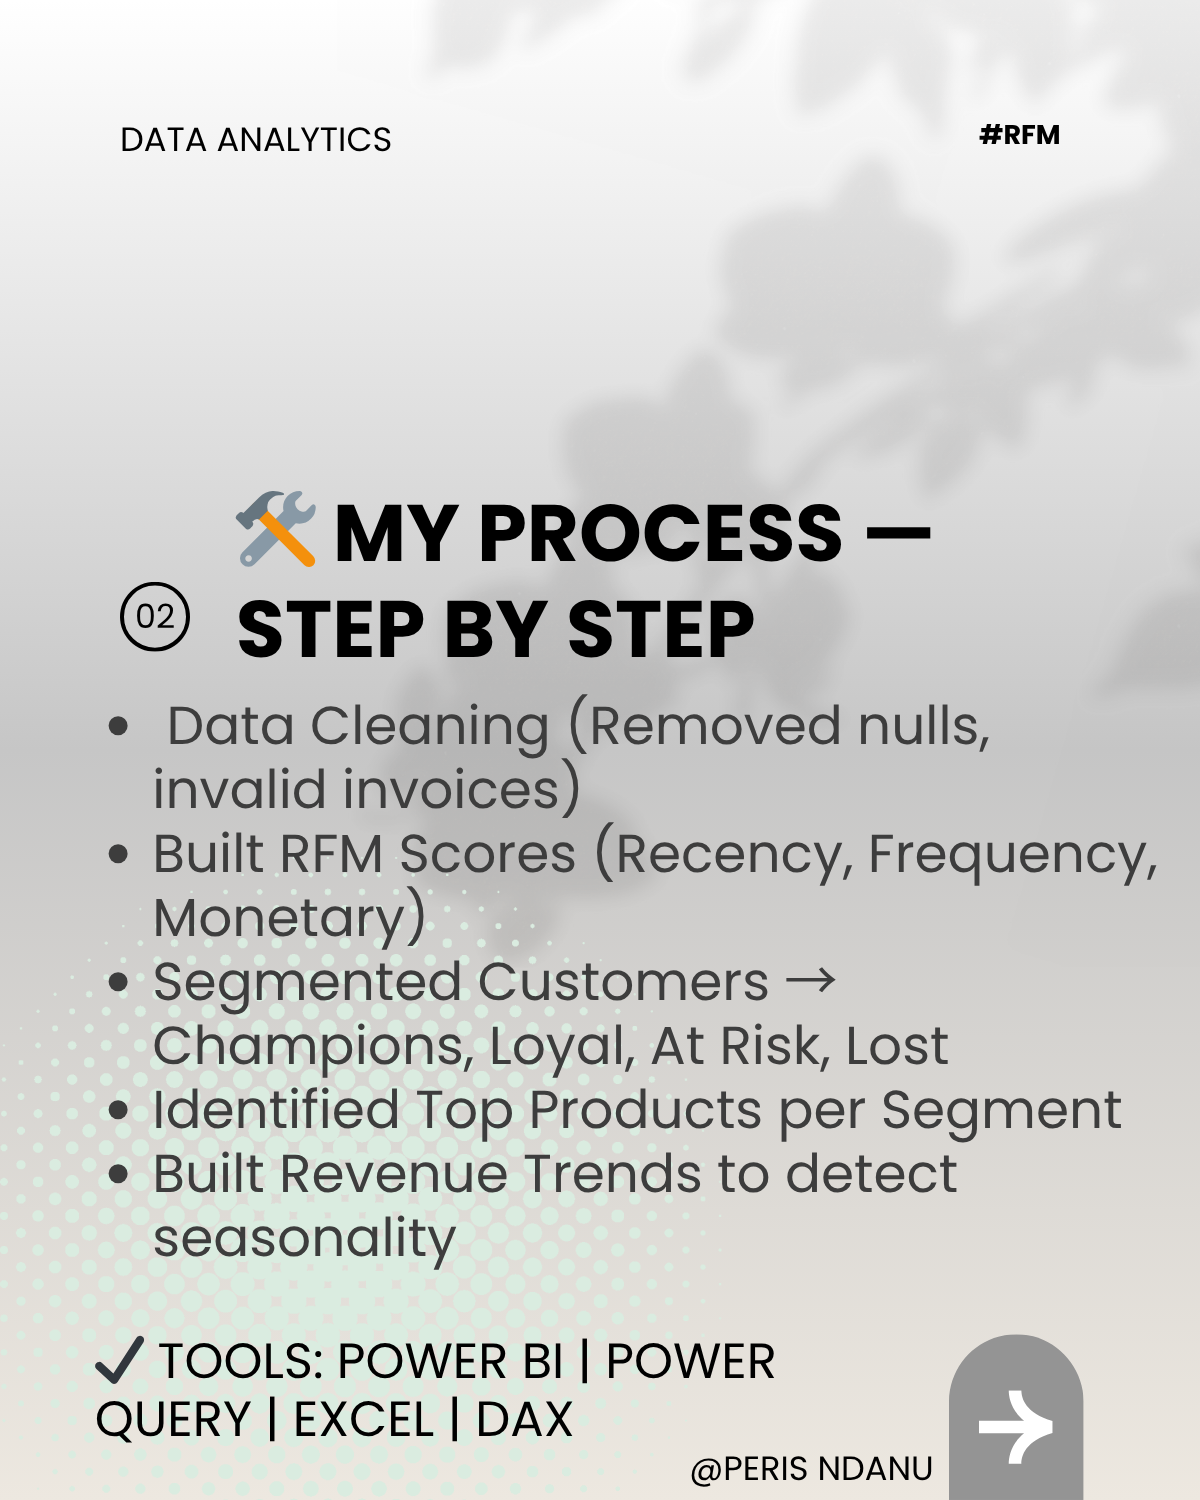 DATA ANALYTICS
#RFM
🛠️ MY PROCESS —
02
STEP BY STEP
• Data Cleaning (Removed nulls,
invalid invoices)
• Built RFM Scores (Recency, Frequency,
Monetary)
• Segmented Customers →
Champions, Loyal, At Risk, Lost
• Identified Top Products per Segment
• Built Revenue Trends to detect
seasonality
✔ TOOLS: POWER BI | POWER
QUERY | EXCEL | DAX
@PERIS NDANU